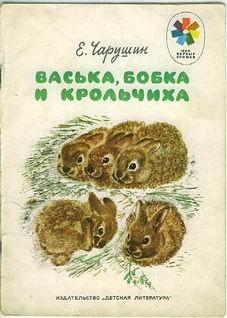 Е. Чарушин
ВАСЬКА, БОБКА
И КРОЛЬЧИХА
МОИ
ПЕРВЫЕ
КНИЖКИ
ИЗДАТЕЛЬСТВО „ДЕТСКАЯ ЛИТЕРАТУРА"